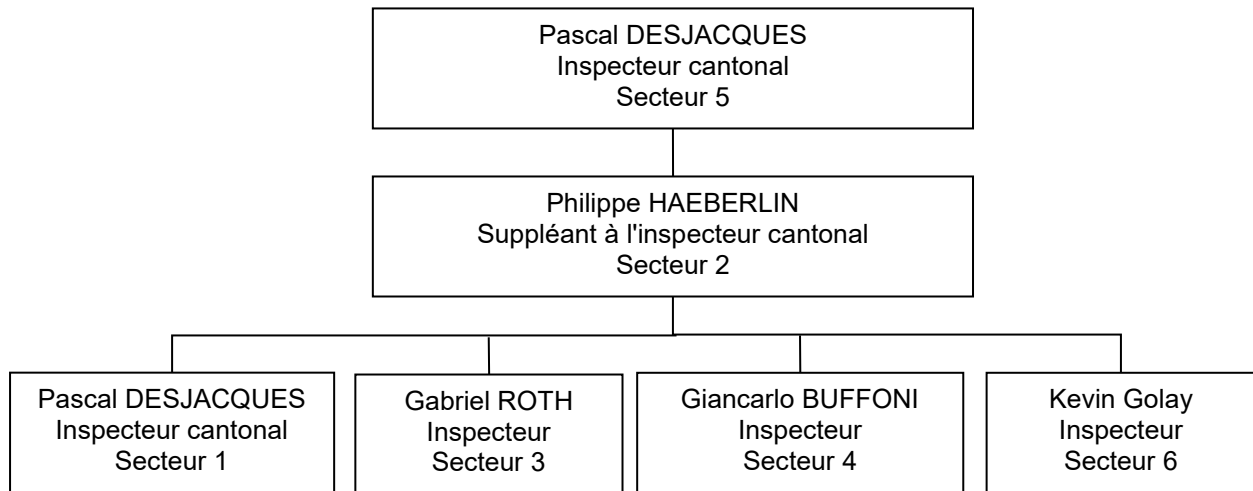 Pascal DESJACQUES
Inspecteur cantonal
Secteur 5
Philippe HAEBERLIN
Suppléant à l'inspecteur cantonal
Secteur 2
Pascal DESJACQUES
Inspecteur cantonal
Secteur 1
Gabriel ROTH
Inspecteur
Secteur 3
Giancarlo BUFFONI
Inspecteur
Secteur 4
Kevin Golay
Inspecteur
Secteur 6